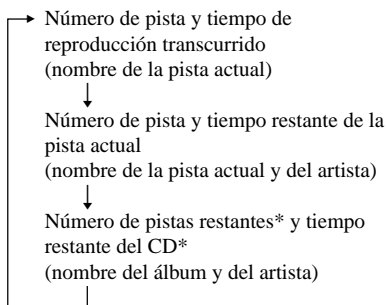 Número de pista y tiempo de
reproducción transcurrido
(nombre de la pista actual)
Número de pista y tiempo restante de la
pista actual
(nombre de la pista actual y del artista)
Número de pistas restantes* y tiempo
restante del CD*
(nombre del álbum y del artista)